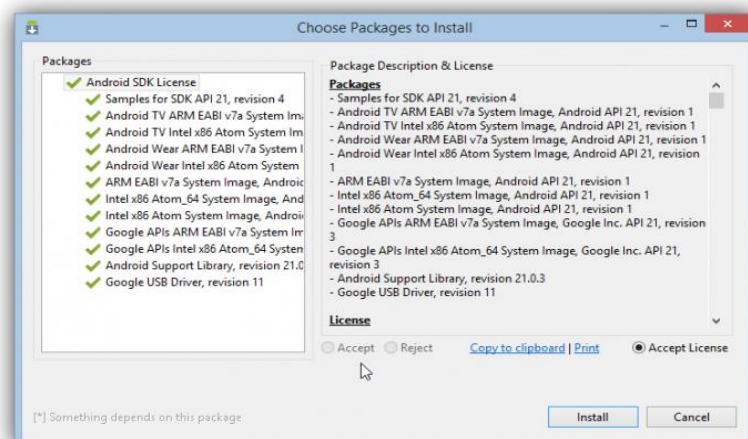 Choose Packages to Install
Packages
Android SDK License
Samples for SDK API 21, revision 4
Android TV ARM EABI v7a System Ima
Android TV Intel x86 Atom System Im
Android Wear ARM EABI v7a System I
Android Wear Intel x86 Atom System
ARM EABI v7a System Image, Android
Intel x86 Atom_64 System Image, And
Intel x86 Atom System Image, Android
Google APIs ARM EABI v7a System Im
Google APIs Intel x86 Atom_64 System
Android Support Library, revision 21.0
Google USB Driver, revision 11
Package Description & License
Packages
- Samples for SDK API 21, revision 4
- Android TV ARM EABI v7a System Image, Android API 21, revision 1
- Android TV Intel x86 Atom System Image, Android API 21, revision 1
- Android Wear ARM EABI v7a System Image, Android API 21, revision 1
- Android Wear Intel x86 Atom System Image, Android API 21, revision
1
- ARM EABI v7a System Image, Android API 21, revision 1
- Intel x86 Atom_64 System Image, Android API 21, revision 1
- Intel x86 Atom System Image, Android API 21, revision 1
- Google APIs ARM EABI v7a System Image, Google Inc. API 21, revision
3
- Google APIs Intel x86 Atom_64 System Image, Google Inc. API 21,
revision 3
- Android Support Library, revision 21.0.3
- Google USB Driver, revision 11
License
Accept Reject Copy to clipboard | Print Accept License
[*] Something depends on this package
Install Cancel